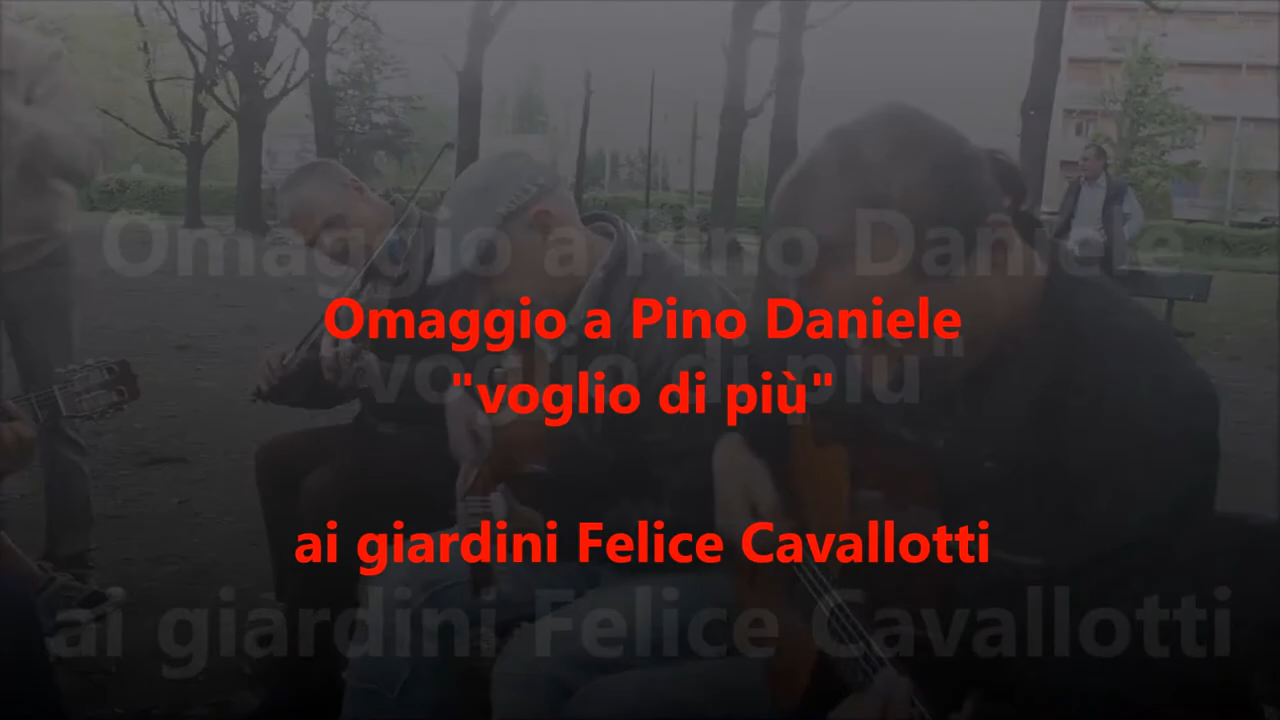 Omaggio a Pino Daniele
"voglio di più"
ai giardini Felice Cavallotti